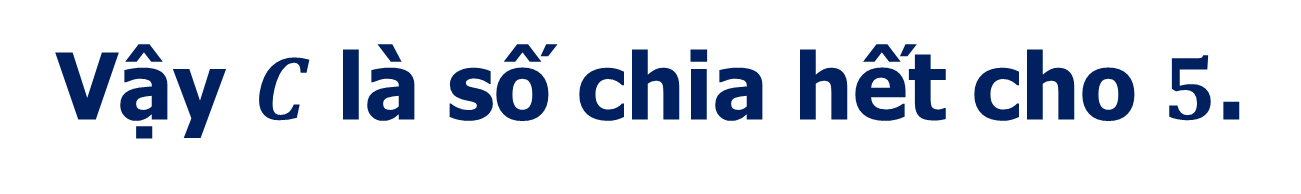 Vậy C là số chia hết cho 5.